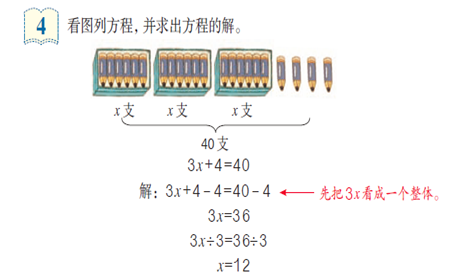 4 看图列方程，并求出方程的解。
x支 x支 x支
40支
3x+4=40
解：3x+4－4=40－4 先把3x看成一个整体。
3x=36
3x÷3=36÷3
x=12